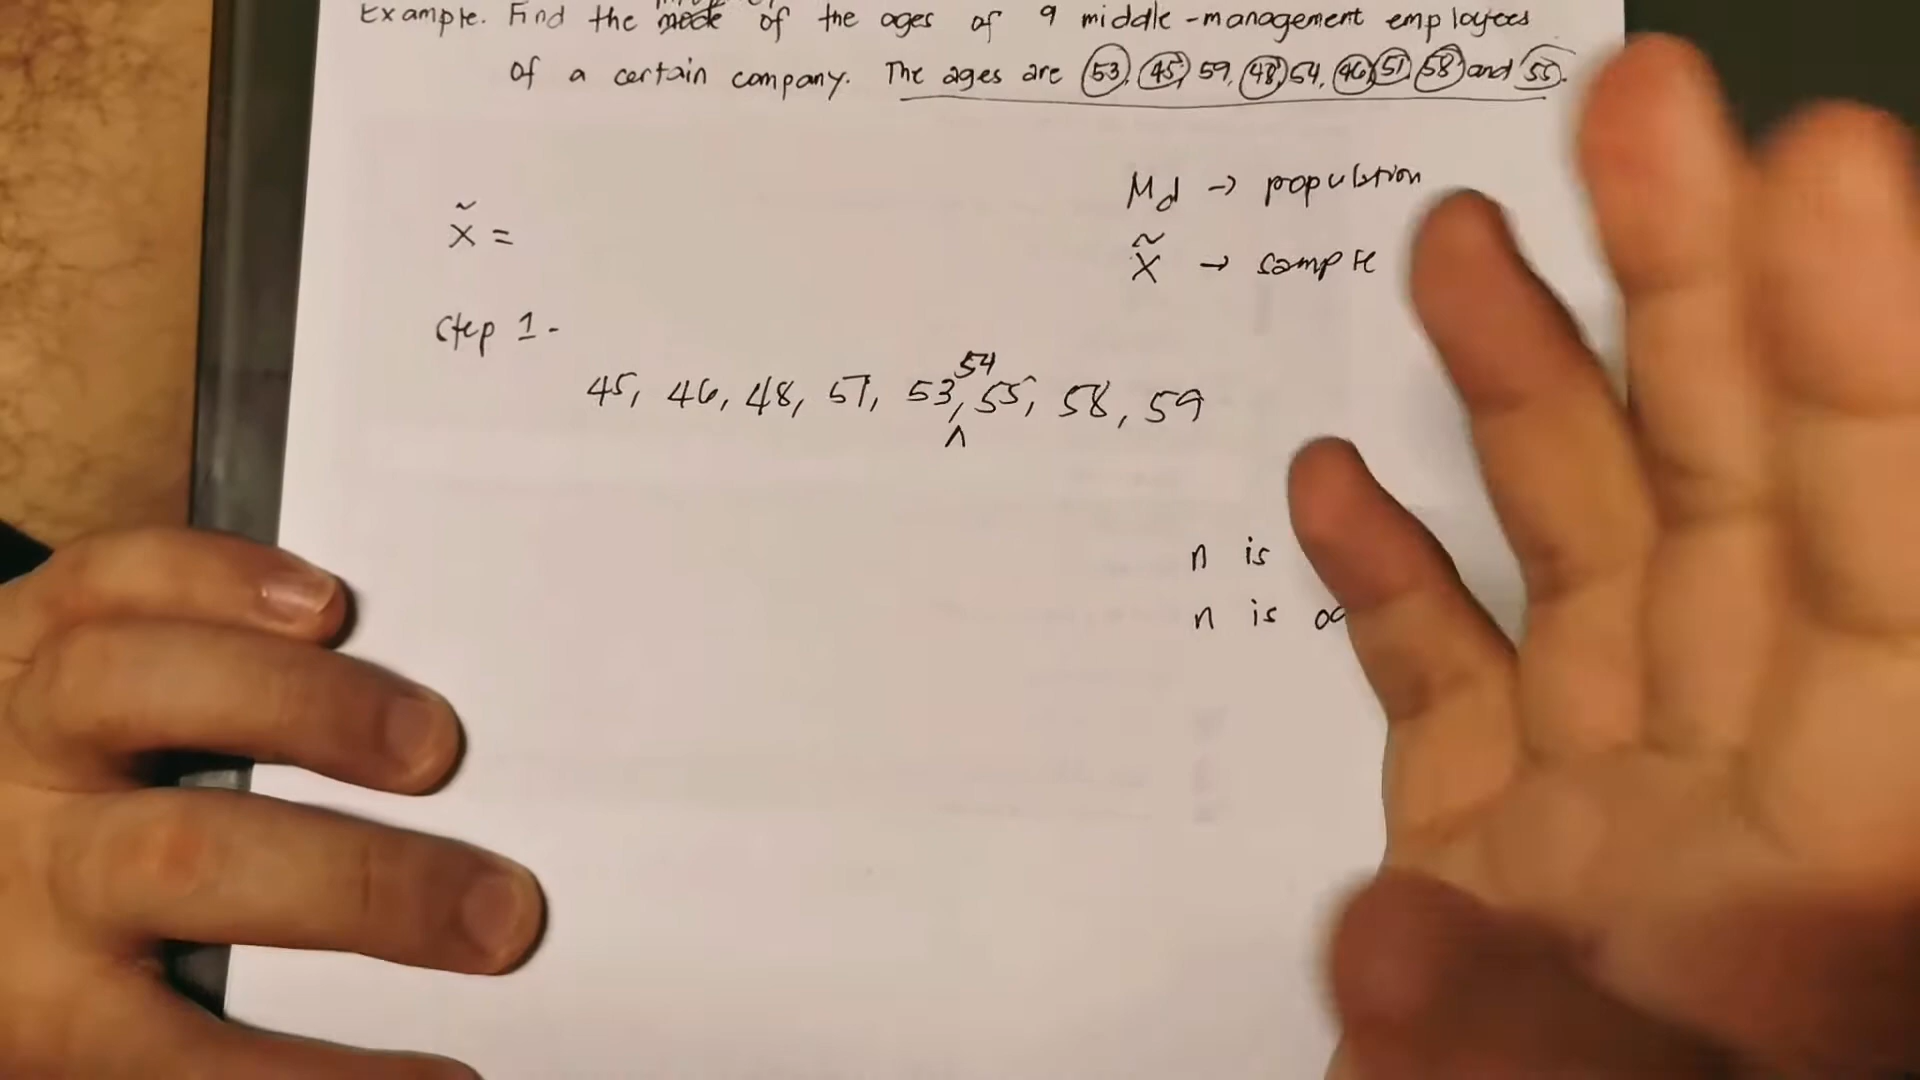 Example. Find the mode of the ages of 9 middle-management employees
of a certain company. The ages are 53, 45, 59, 48, 54, 46, 51, 58 and 55.
Md → population
x̃ =
x̃ → sample
Step 1-
54
45, 46, 48, 51, 53, 55, 58, 59
^
n is
n is